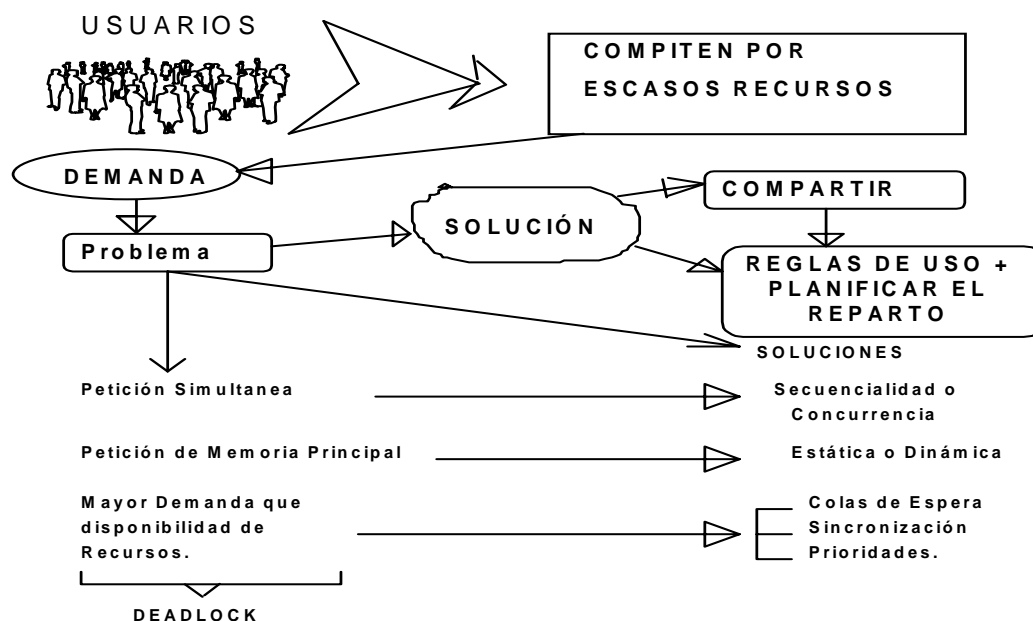 USUARIOS
COMPITEN POR
ESCASOS RECURSOS
DEMANDA
SOLUCIÓN
COMPARTIR
Problema
REGLAS DE USO +
PLANIFICAR EL
REPARTO
SOLUCIONES
Petición Simultanea
Secuencialidad o
Concurrencia
Petición de Memoria Principal
Estática o Dinámica
Mayor Demanda que
disponibilidad de
Recursos.
Colas de Espera
Sincronización
Prioridades.
DEADLOCK